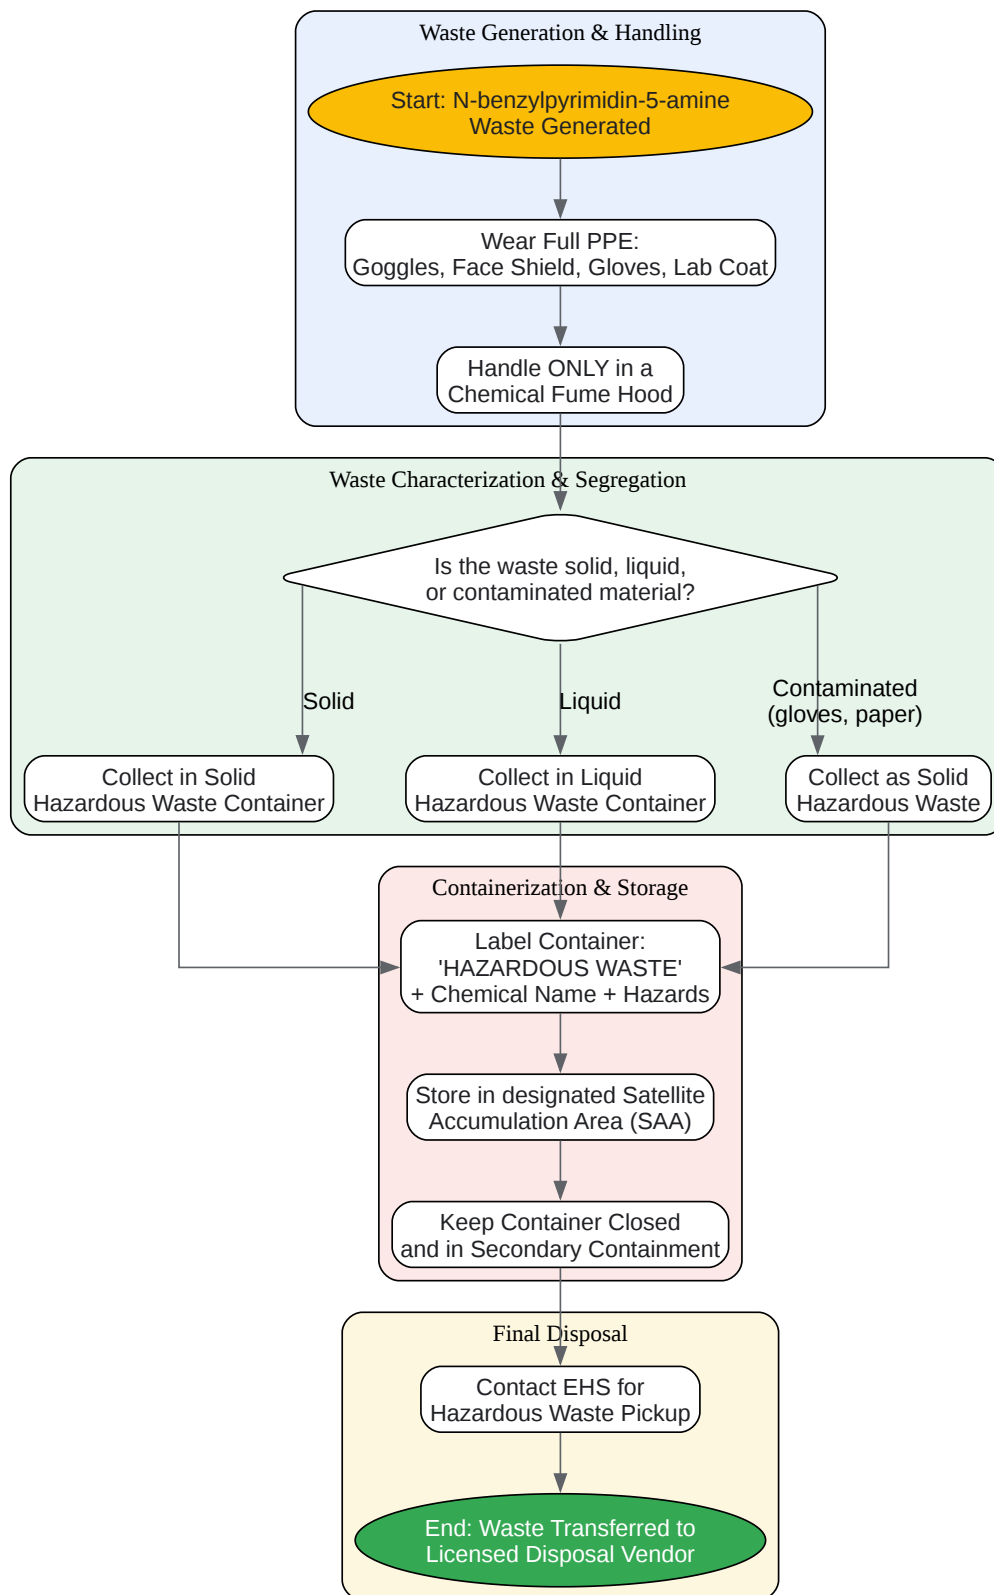 Waste Generation & Handling
Start: N-benzylpyrimidin-5-amine
Waste Generated
Wear Full PPE:
Goggles, Face Shield, Gloves, Lab Coat
Handle ONLY in a
Chemical Fume Hood
Waste Characterization & Segregation
Is the waste solid, liquid,
or contaminated material?
Solid
Liquid
Contaminated
(gloves, paper)
Collect in Solid
Hazardous Waste Container
Collect in Liquid
Hazardous Waste Container
Collect as Solid
Hazardous Waste
Containerization & Storage
Label Container:
'HAZARDOUS WASTE'
+ Chemical Name + Hazards
Store in designated Satellite
Accumulation Area (SAA)
Keep Container Closed
and in Secondary Containment
Final Disposal
Contact EHS for
Hazardous Waste Pickup
End: Waste Transferred to
Licensed Disposal Vendor